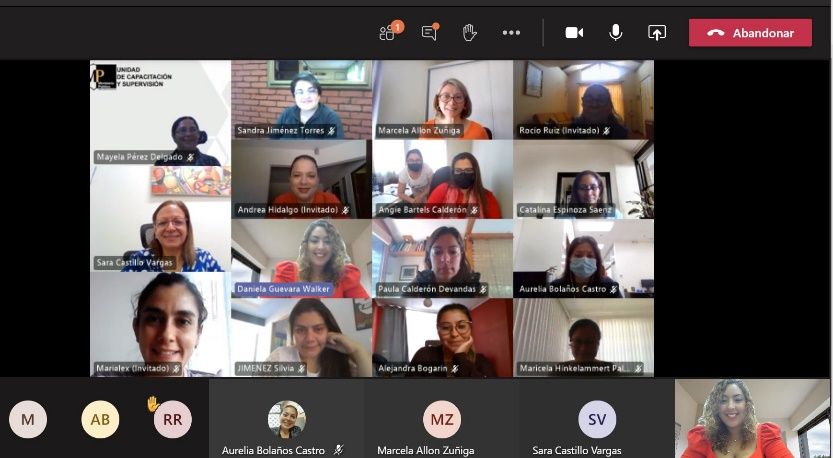 1
Abandonar
UNIDAD
DE CAPACITACIÓN
Y SUPERVISIÓN
Mayela Pérez Delgado
Sandra Jiménez Torres
Marcela Allon Zuñiga
Rocio Ruiz (Invitado)
Andrea Hidalgo (Invitado)
Angie Bartels Calderón
Catalina Espinoza Saenz
Sara Castillo Vargas
Daniela Guevara Walker
Paula Calderón Devandas
Aurelia Bolaños Castro
Marialex (Invitado)
JIMENEZ Silvia
Alejandra Bogarin
Maricela Hinkelammert Pal...
M
AB
RR
MZ
SV
Aurelia Bolaños Castro
Marcela Allon Zuñiga
Sara Castillo Vargas